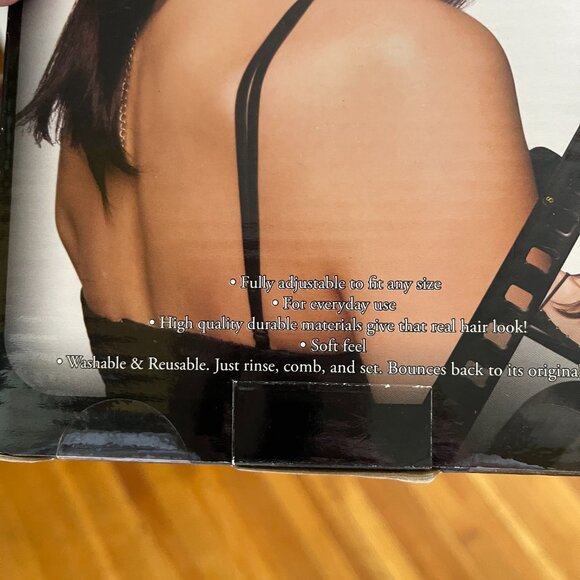 • Fully adjustable to fit any size
• For everyday use
• High quality durable materials give that real hair look!
• Soft feel
• Washable & Reusable. Just rinse, comb, and set. Bounces back to its origina
8